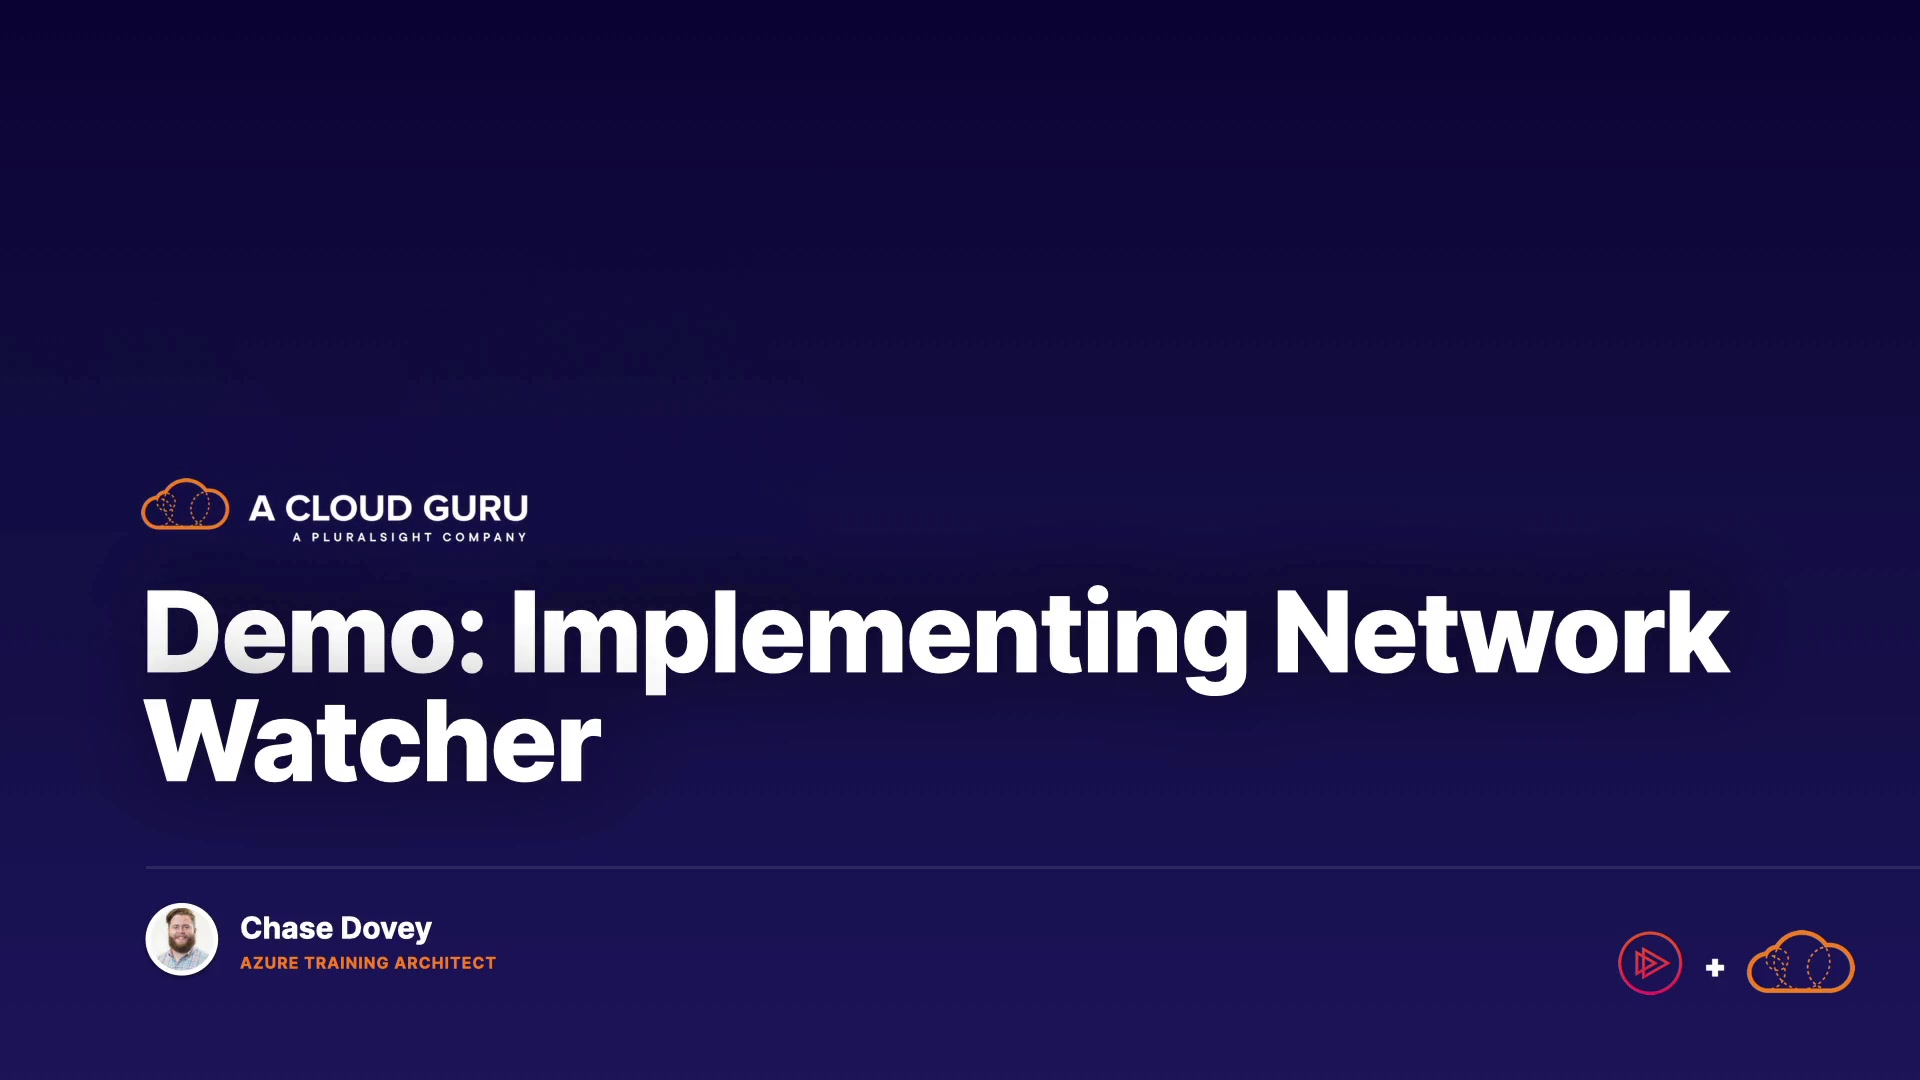 A CLOUD GURU
A PLURALSIGHT COMPANY
Demo: Implementing Network
Watcher
Chase Dovey
AZURE TRAINING ARCHITECT
+